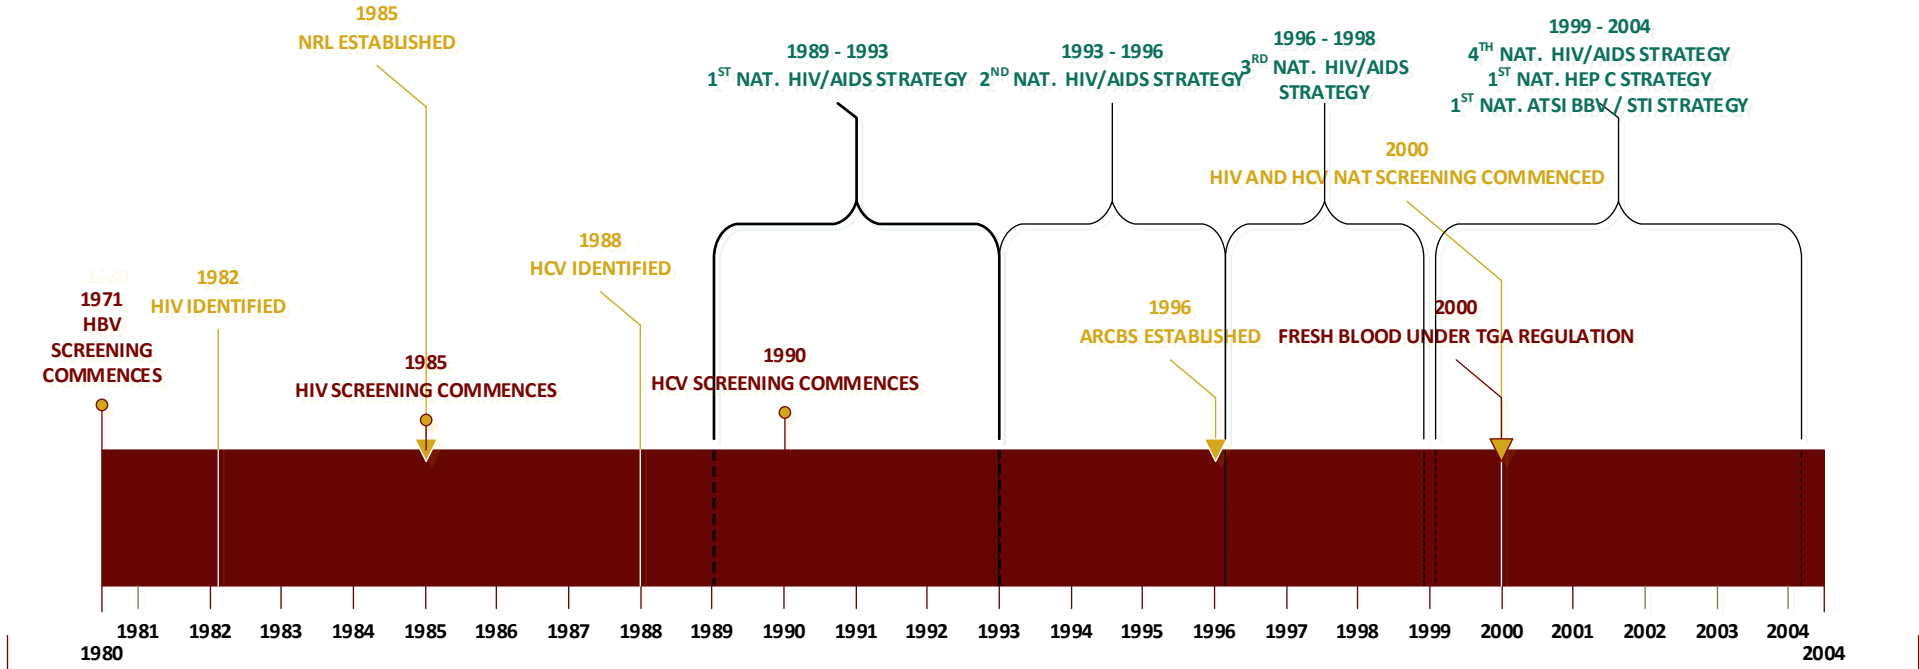 1985
NRL ESTABLISHED
1989 - 1993
1ST NAT. HIV/AIDS STRATEGY
1993 - 1996
2ND NAT. HIV/AIDS STRATEGY
1996 - 1998
3RD NAT. HIV/AIDS
STRATEGY
1999 - 2004
4TH NAT. HIV/AIDS STRATEGY
1ST NAT. HEP C STRATEGY
1ST NAT. ATSI BBV / STI STRATEGY
2000
HIV AND HCV NAT SCREENING COMMENCED
1988
HCV IDENTIFIED
1980
1971
HBV
SCREENING
COMMENCES
1982
HIV IDENTIFIED
1985
HIV SCREENING COMMENCES
1990
HCV SCREENING COMMENCES
1996
ARCBS ESTABLISHED
2000
FRESH BLOOD UNDER TGA REGULATION
1981 1982 1983 1984 1985 1986 1987 1988 1989 1990 1991 1992 1993 1994 1995 1996 1997 1998 1999 2000 2001 2002 2003 2004
1980 2004